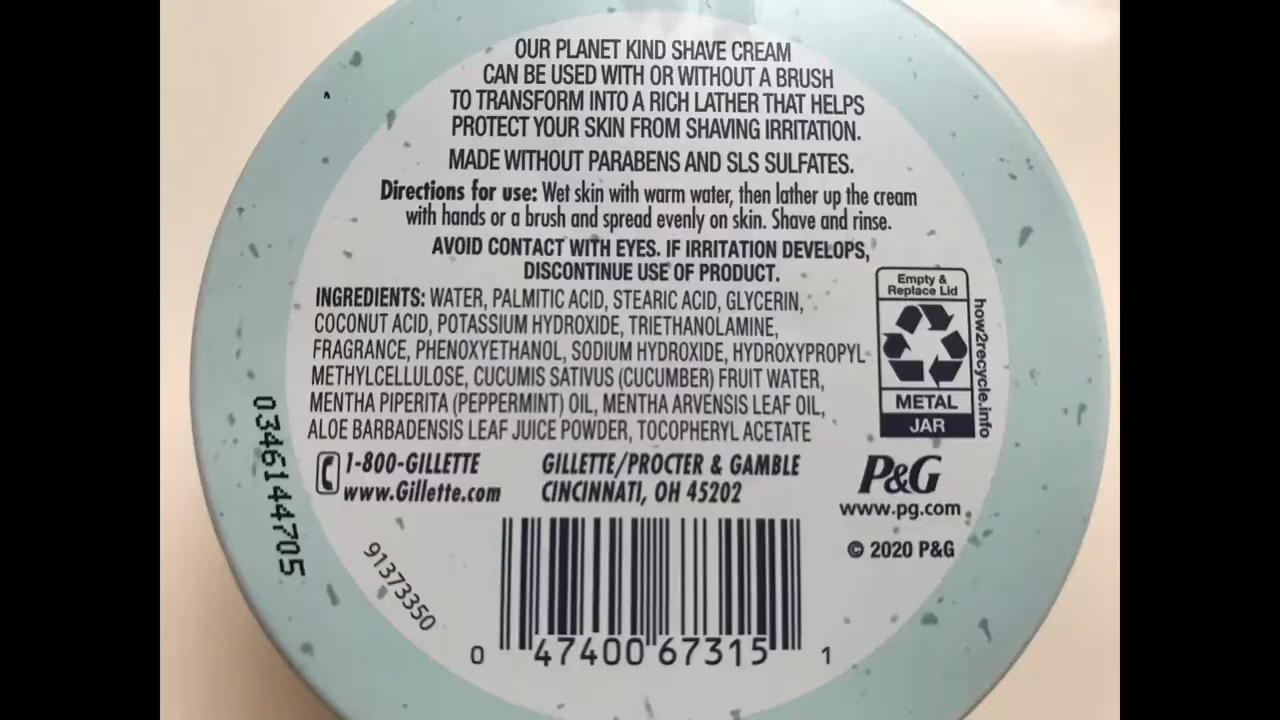 OUR PLANET KIND SHAVE CREAM
CAN BE USED WITH OR WITHOUT A BRUSH
TO TRANSFORM INTO A RICH LATHER THAT HELPS
PROTECT YOUR SKIN FROM SHAVING IRRITATION.
MADE WITHOUT PARABENS AND SLS SULFATES.
Directions for use: Wet skin with warm water, then lather up the cream
with hands or a brush and spread evenly on skin. Shave and rinse.
AVOID CONTACT WITH EYES. IF IRRITATION DEVELOPS,
DISCONTINUE USE OF PRODUCT.
INGREDIENTS: WATER, PALMITIC ACID, STEARIC ACID, GLYCERIN,
COCONUT ACID, POTASSIUM HYDROXIDE, TRIETHANOLAMINE,
FRAGRANCE, PHENOXYETHANOL, SODIUM HYDROXIDE, HYDROXYPROPYL
METHYLCELLULOSE, CUCUMIS SATIVUS (CUCUMBER) FRUIT WATER,
MENTHA PIPERITA (PEPPERMINT) OIL, MENTHA ARVENSIS LEAF OIL,
ALOE BARBADENSIS LEAF JUICE POWDER, TOCOPHERYL ACETATE
Empty &
Replace Lid
METAL
JAR
how2recycle.info
1-800-GILLETTE
www.Gillette.com
GILLETTE/PROCTER & GAMBLE
CINCINNATI, OH 45202
P&G
www.pg.com
© 2020 P&G
0346144705
91373350
0 47400 67315 1